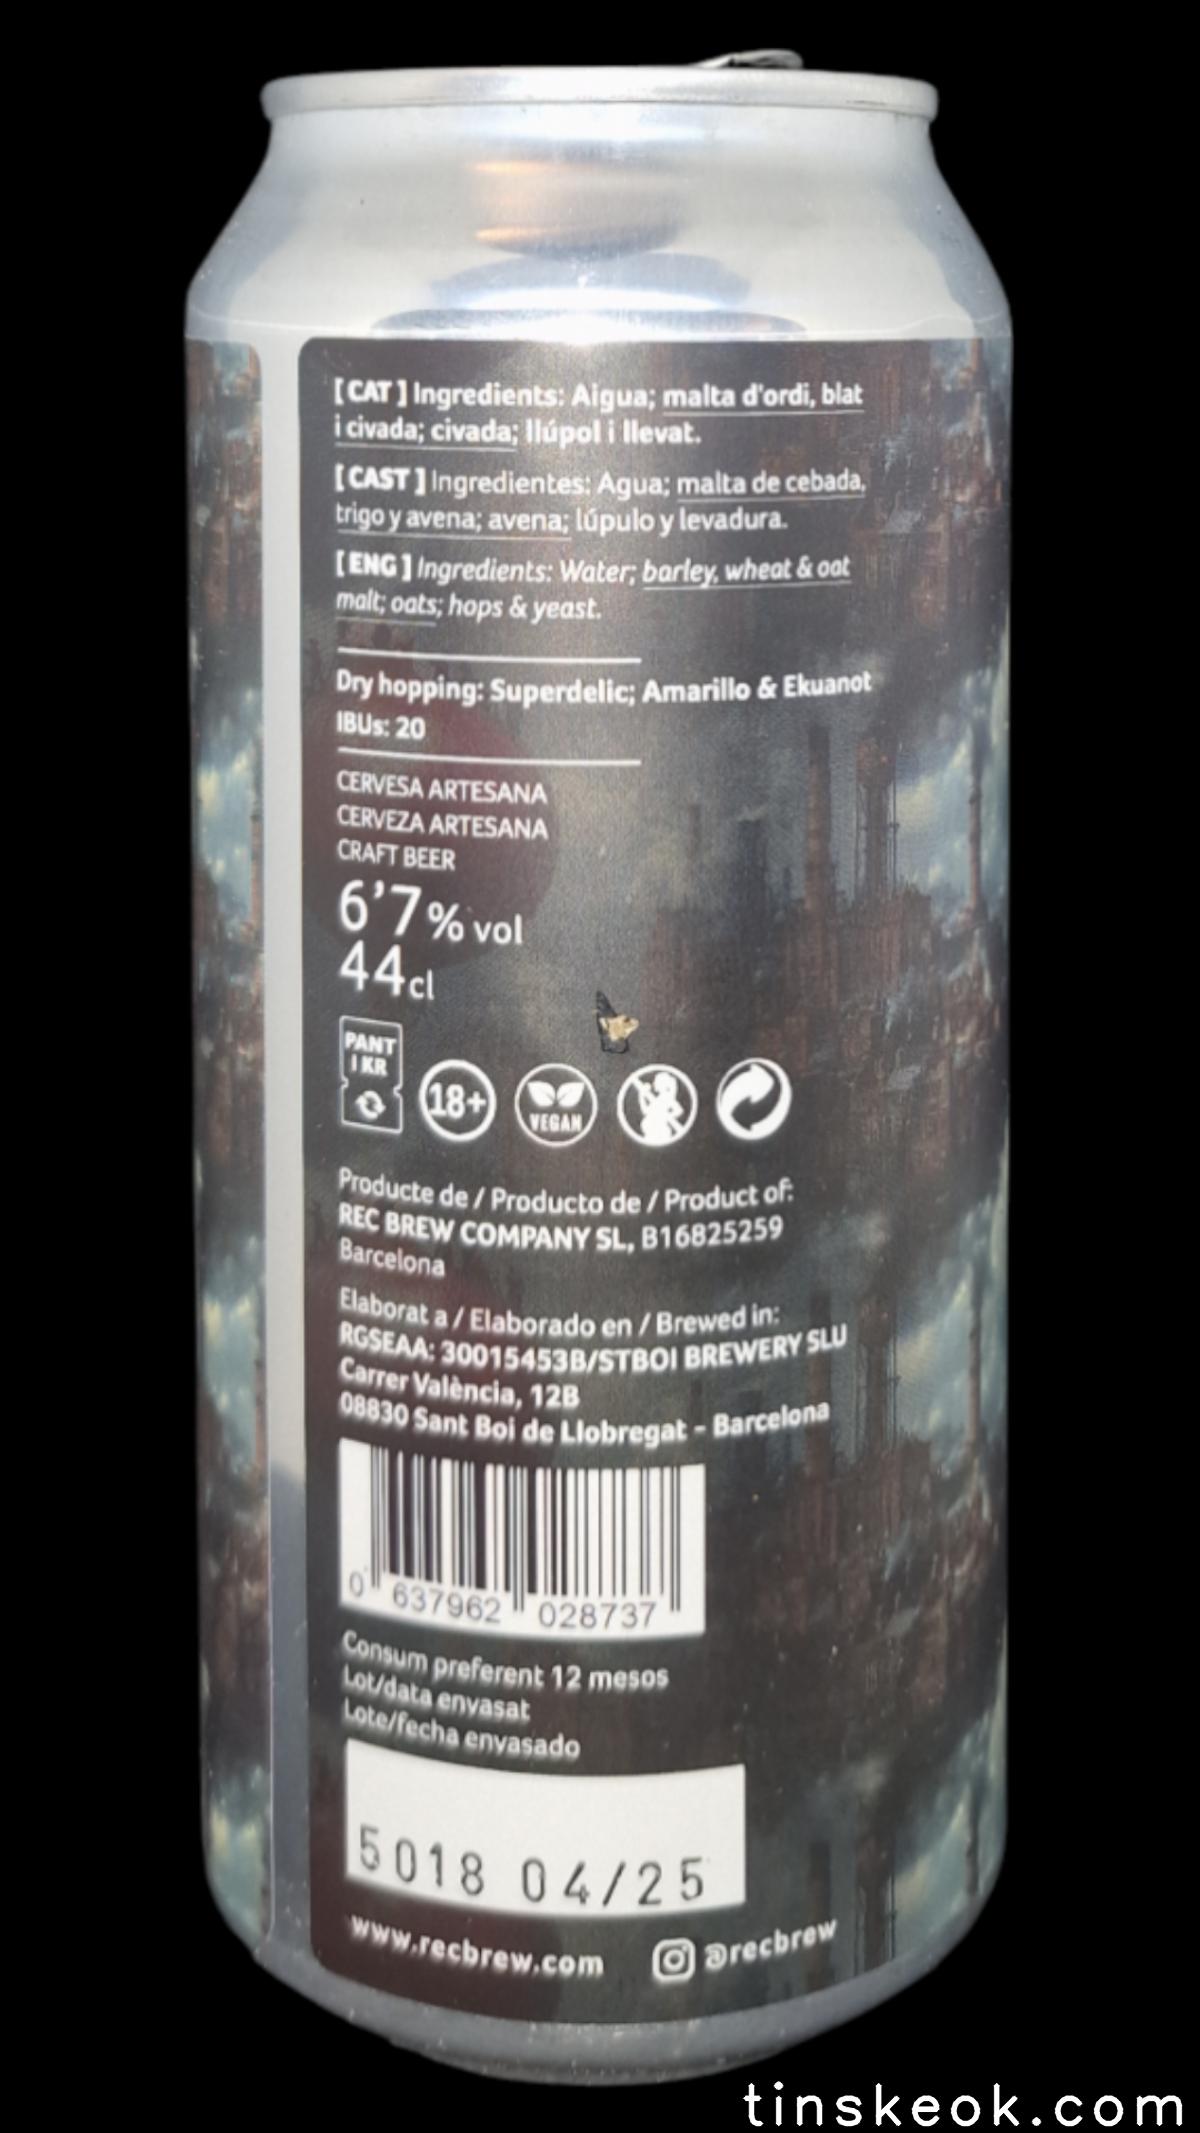 [CAT] Ingredients: Aigua; malta d'ordi, blat
i civada; civada; llúpol i llevat.
[CAST] Ingredientes: Agua; malta de cebada,
trigo y avena; avena; lúpulo y levadura.
[ENG] Ingredients: Water; barley, wheat & oat
malt; oats; hops & yeast.
Dry hopping: Superdelic; Amarillo & Ekuanot
IBUs: 20
CERVESA ARTESANA
CERVEZA ARTESANA
CRAFT BEER
6'7% vol
44cl
PANT
1 KR
18+
VEGAN
Producte de / Producto de / Product of:
REC BREW COMPANY SL, B16825259
Barcelona
Elaborat a / Elaborado en / Brewed in:
RGSEAA: 30015453B/STBOI BREWERY SLU
Carrer València, 12B
08830 Sant Boi de Llobregat - Barcelona
0 637962 028737
Consum preferent 12 mesos
Lot/data envasat
Lote/fecha envasado
5018 04/25
www.recbrew.com @recbrew
tinskeok.com